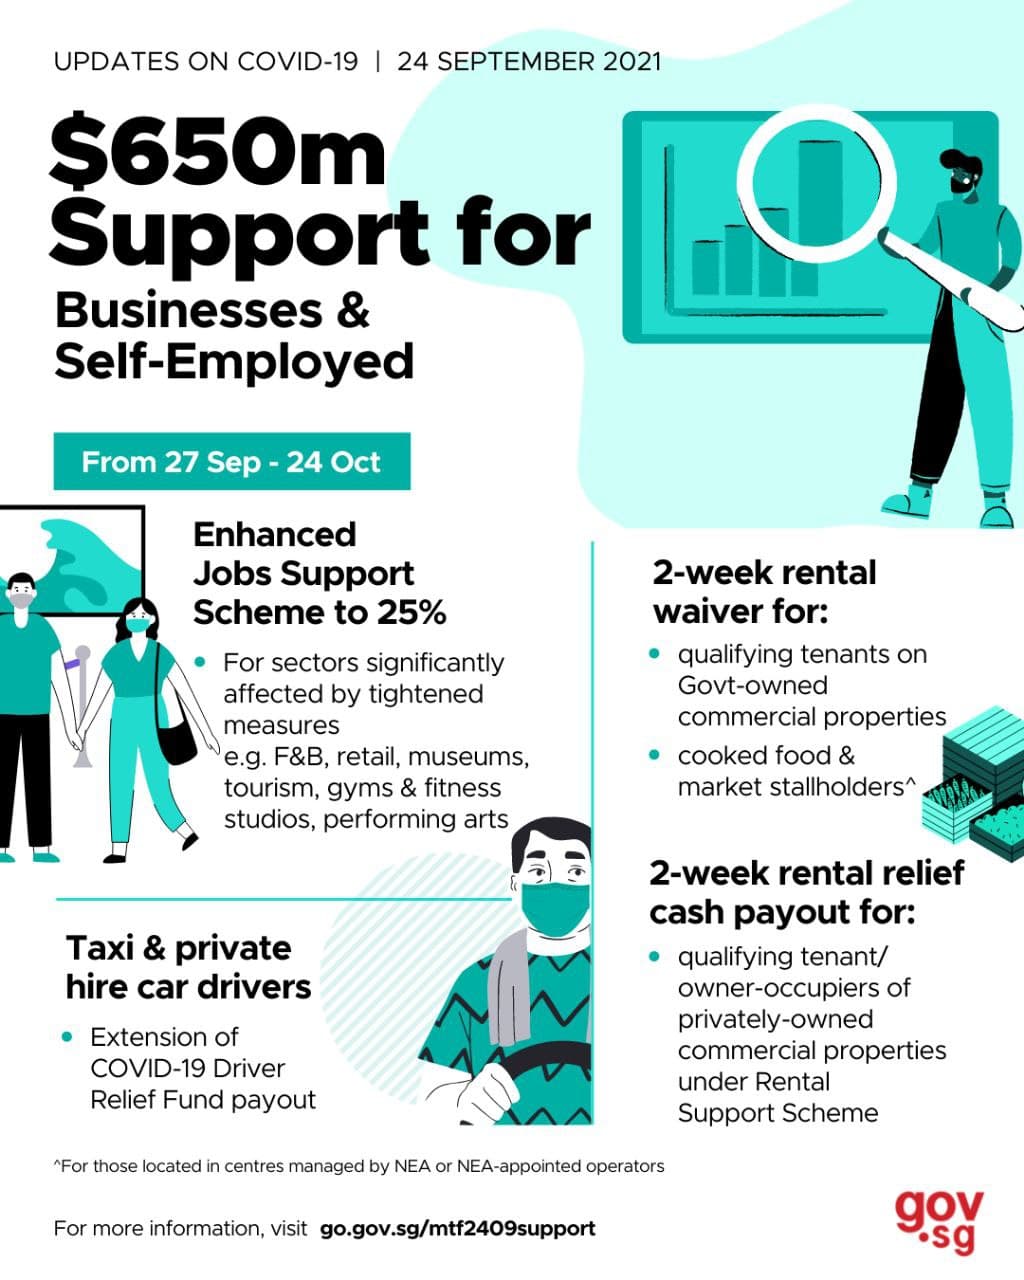 UPDATES ON COVID-19 | 24 SEPTEMBER 2021
$650m
Support for
Businesses &
Self-Employed
From 27 Sep - 24 Oct
Enhanced
Jobs Support
Scheme to 25%
• For sectors significantly
affected by tightened
measures
e.g. F&B, retail, museums,
tourism, gyms & fitness
studios, performing arts
Taxi & private
hire car drivers
• Extension of
COVID-19 Driver
Relief Fund payout
2-week rental
waiver for:
• qualifying tenants on
Govt-owned
commercial properties
• cooked food &
market stallholders^
2-week rental relief
cash payout for:
• qualifying tenant/
owner-occupiers of
privately-owned
commercial properties
under Rental
Support Scheme
^For those located in centres managed by NEA or NEA-appointed operators
For more information, visit go.gov.sg/mtf2409support
gov
.sg